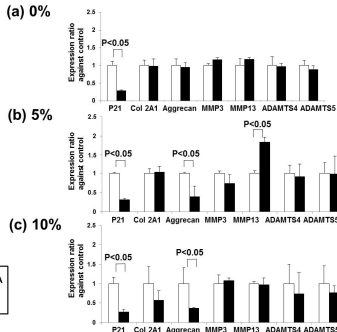 (a) 0%
Expression ratio
against control
2.5
2
1.5
1
0.5
0
P<0.05
P21 Col 2A1 Aggrecan MMP3 MMP13 ADAMTS4 ADAMTS5
(b) 5%
Expression ratio
against control
2.5
2
1.5
1
0.5
0
P<0.05
P<0.05
P<0.05
P21 Col 2A1 Aggrecan MMP3 MMP13 ADAMTS4 ADAMTS5
(c) 10%
Expression ratio
against control
2.5
2
1.5
1
0.5
0
P<0.05
P<0.05
P21 Col 2A1 Aggrecan MMP3 MMP13 ADAMTS4 ADAMTS5
A